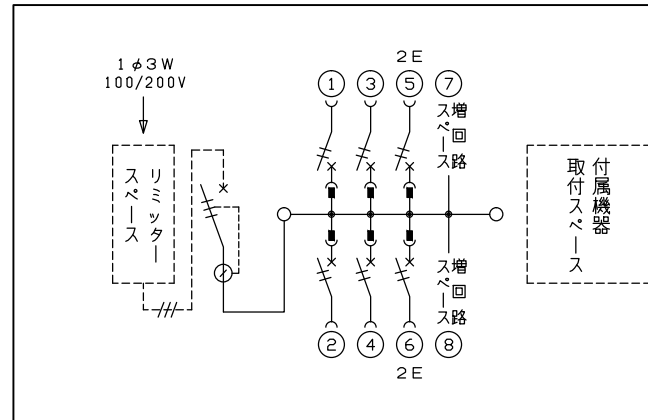 1φ3W
100/200V
リミッター
スペース
2E
1 3 5 7
増回路
スペース
付属機器
取付スペース
増回路
スペース
2 4 6 8
2E